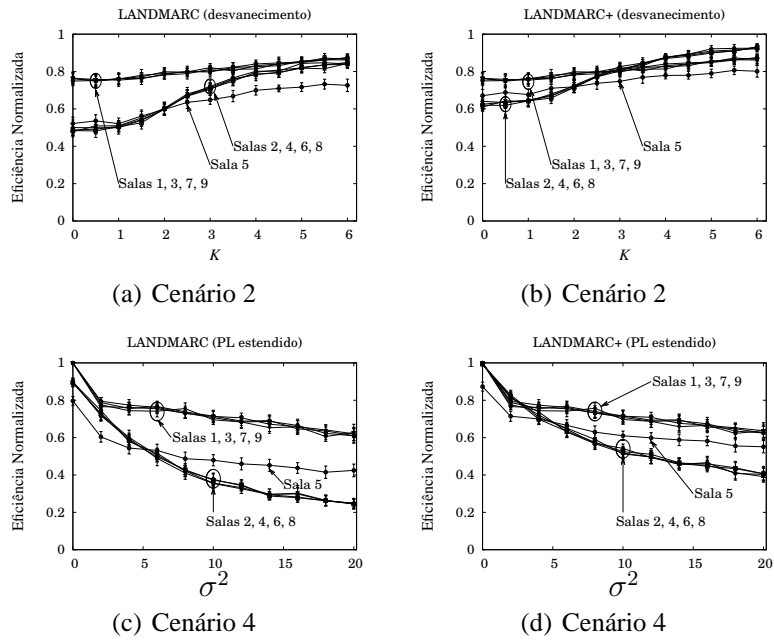 LANDMARC (desvanecimento)
Eficiência Normalizada
1
0.8
0.6
0.4
0.2
0
Salas 2, 4, 6, 8
Sala 5
Salas 1, 3, 7, 9
0 1 2 3 4 5 6
K
(a) Cenário 2
LANDMARC+ (desvanecimento)
Eficiência Normalizada
1
0.8
0.6
0.4
0.2
0
Sala 5
Salas 1, 3, 7, 9
Salas 2, 4, 6, 8
0 1 2 3 4 5 6
K
(b) Cenário 2
LANDMARC (PL estendido)
Eficiência Normalizada
1
0.8
0.6
0.4
0.2
0
Salas 1, 3, 7, 9
Sala 5
Salas 2, 4, 6, 8
0 5 10 15 20
σ²
(c) Cenário 4
LANDMARC+ (PL estendido)
Eficiência Normalizada
1
0.8
0.6
0.4
0.2
0
Salas 1, 3, 7, 9
Sala 5
Salas 2, 4, 6, 8
0 5 10 15 20
σ²
(d) Cenário 4